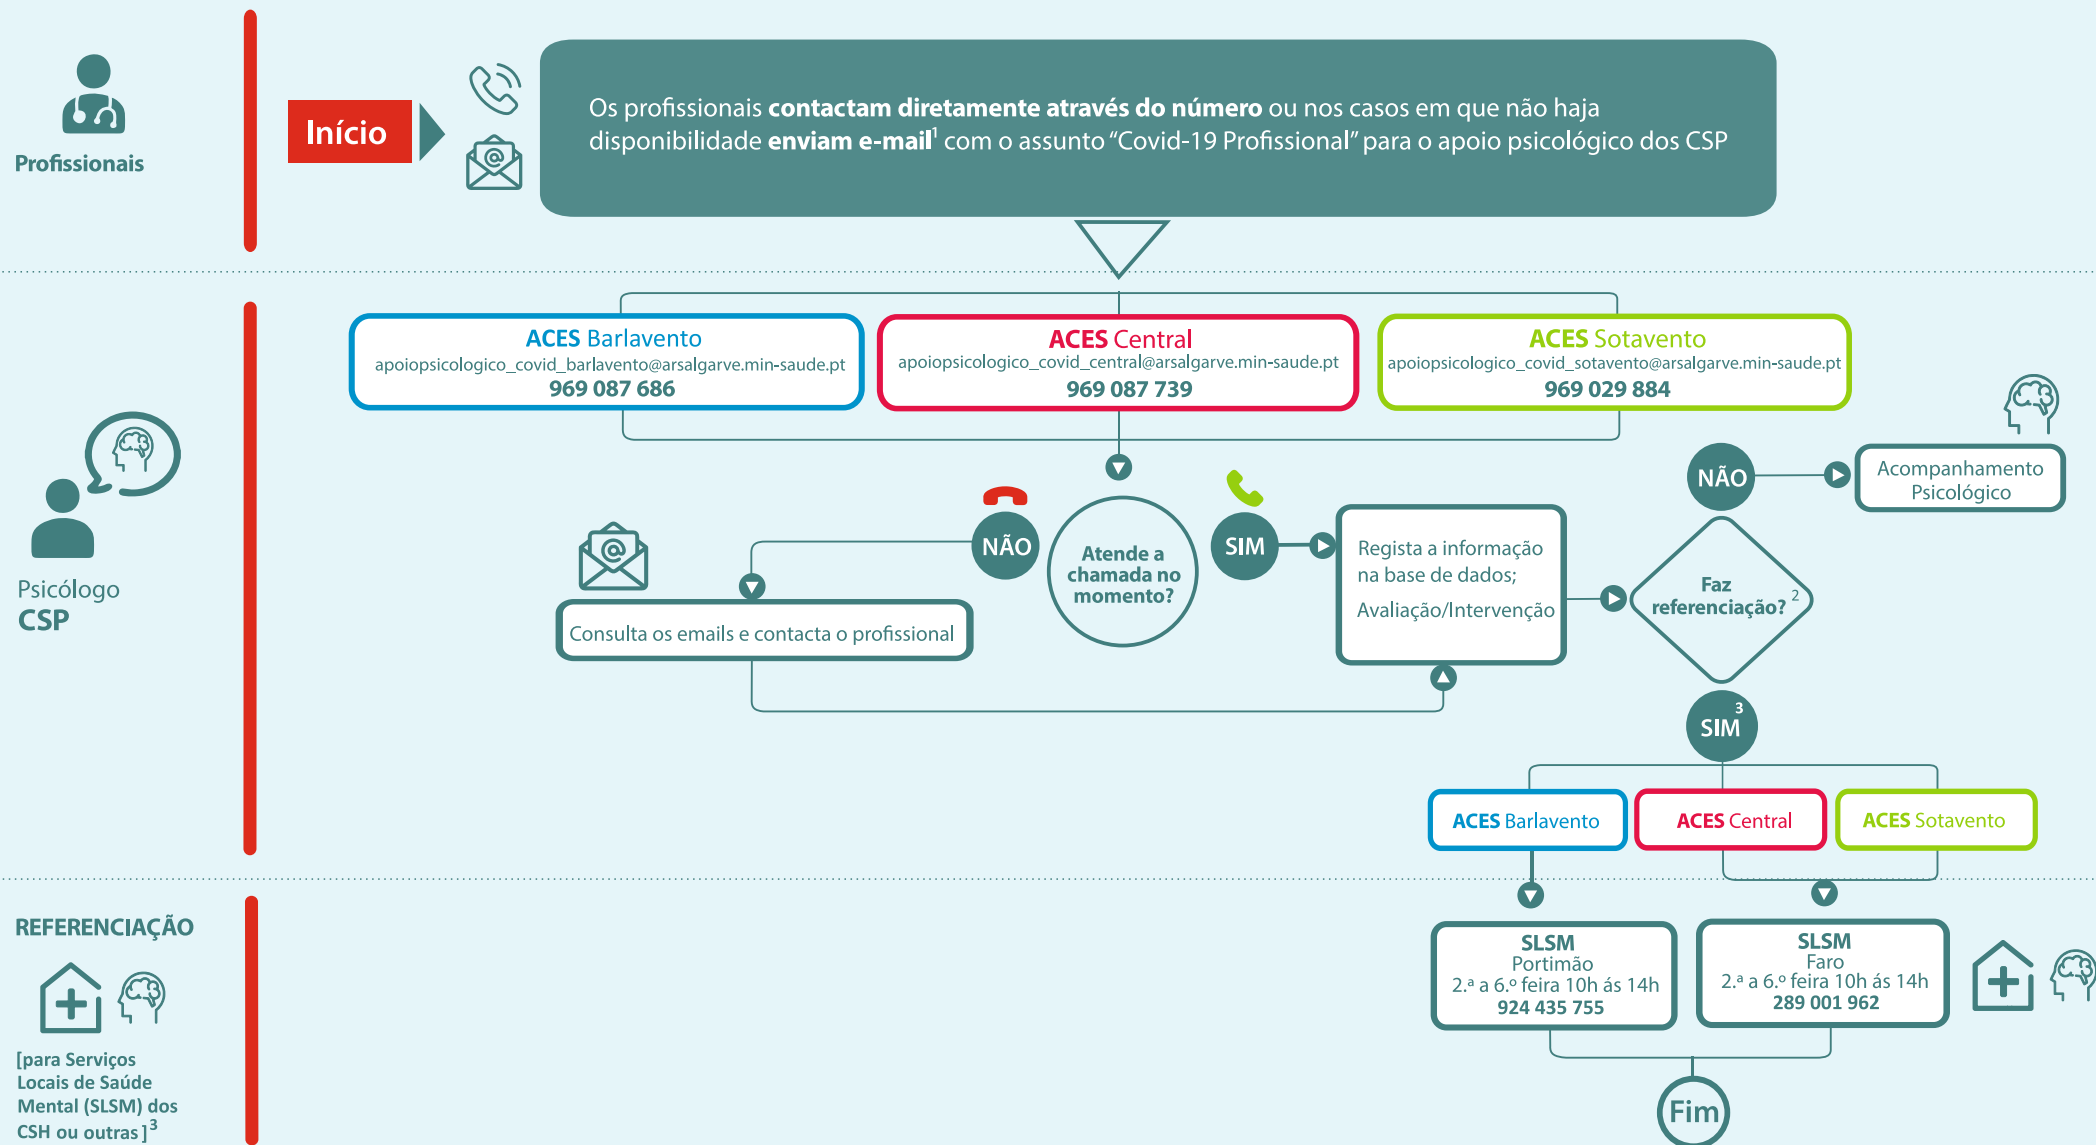 Profissionais
Início
Os profissionais contactam diretamente através do número ou nos casos em que não haja
disponibilidade enviam e-mail¹ com o assunto “Covid-19 Profissional” para o apoio psicológico dos CSP
ACES Barlavento
apoiopsicologico_covid_barlavento@arsalgarve.min-saude.pt
969 087 686
ACES Central
apoiopsicologico_covid_central@arsalgarve.min-saude.pt
969 087 739
ACES Sotavento
apoiopsicologico_covid_sotavento@arsalgarve.min-saude.pt
969 029 884
Psicólogo
CSP
NÃO
Atende a
chamada no
momento?
SIM
Consulta os emails e contacta o profissional
Regista a informação
na base de dados;
Avaliação/Intervenção
Faz
referenciação? ²
NÃO
Acompanhamento
Psicológico
SIM³
ACES Barlavento
ACES Central
ACES Sotavento
REFERENCIAÇÃO
[para Serviços
Locais de Saúde
Mental (SLSM) dos
CSH ou outras ]³
SLSM
Portimão
2.ª a 6.º feira 10h ás 14h
924 435 755
SLSM
Faro
2.ª a 6.º feira 10h ás 14h
289 001 962
Fim